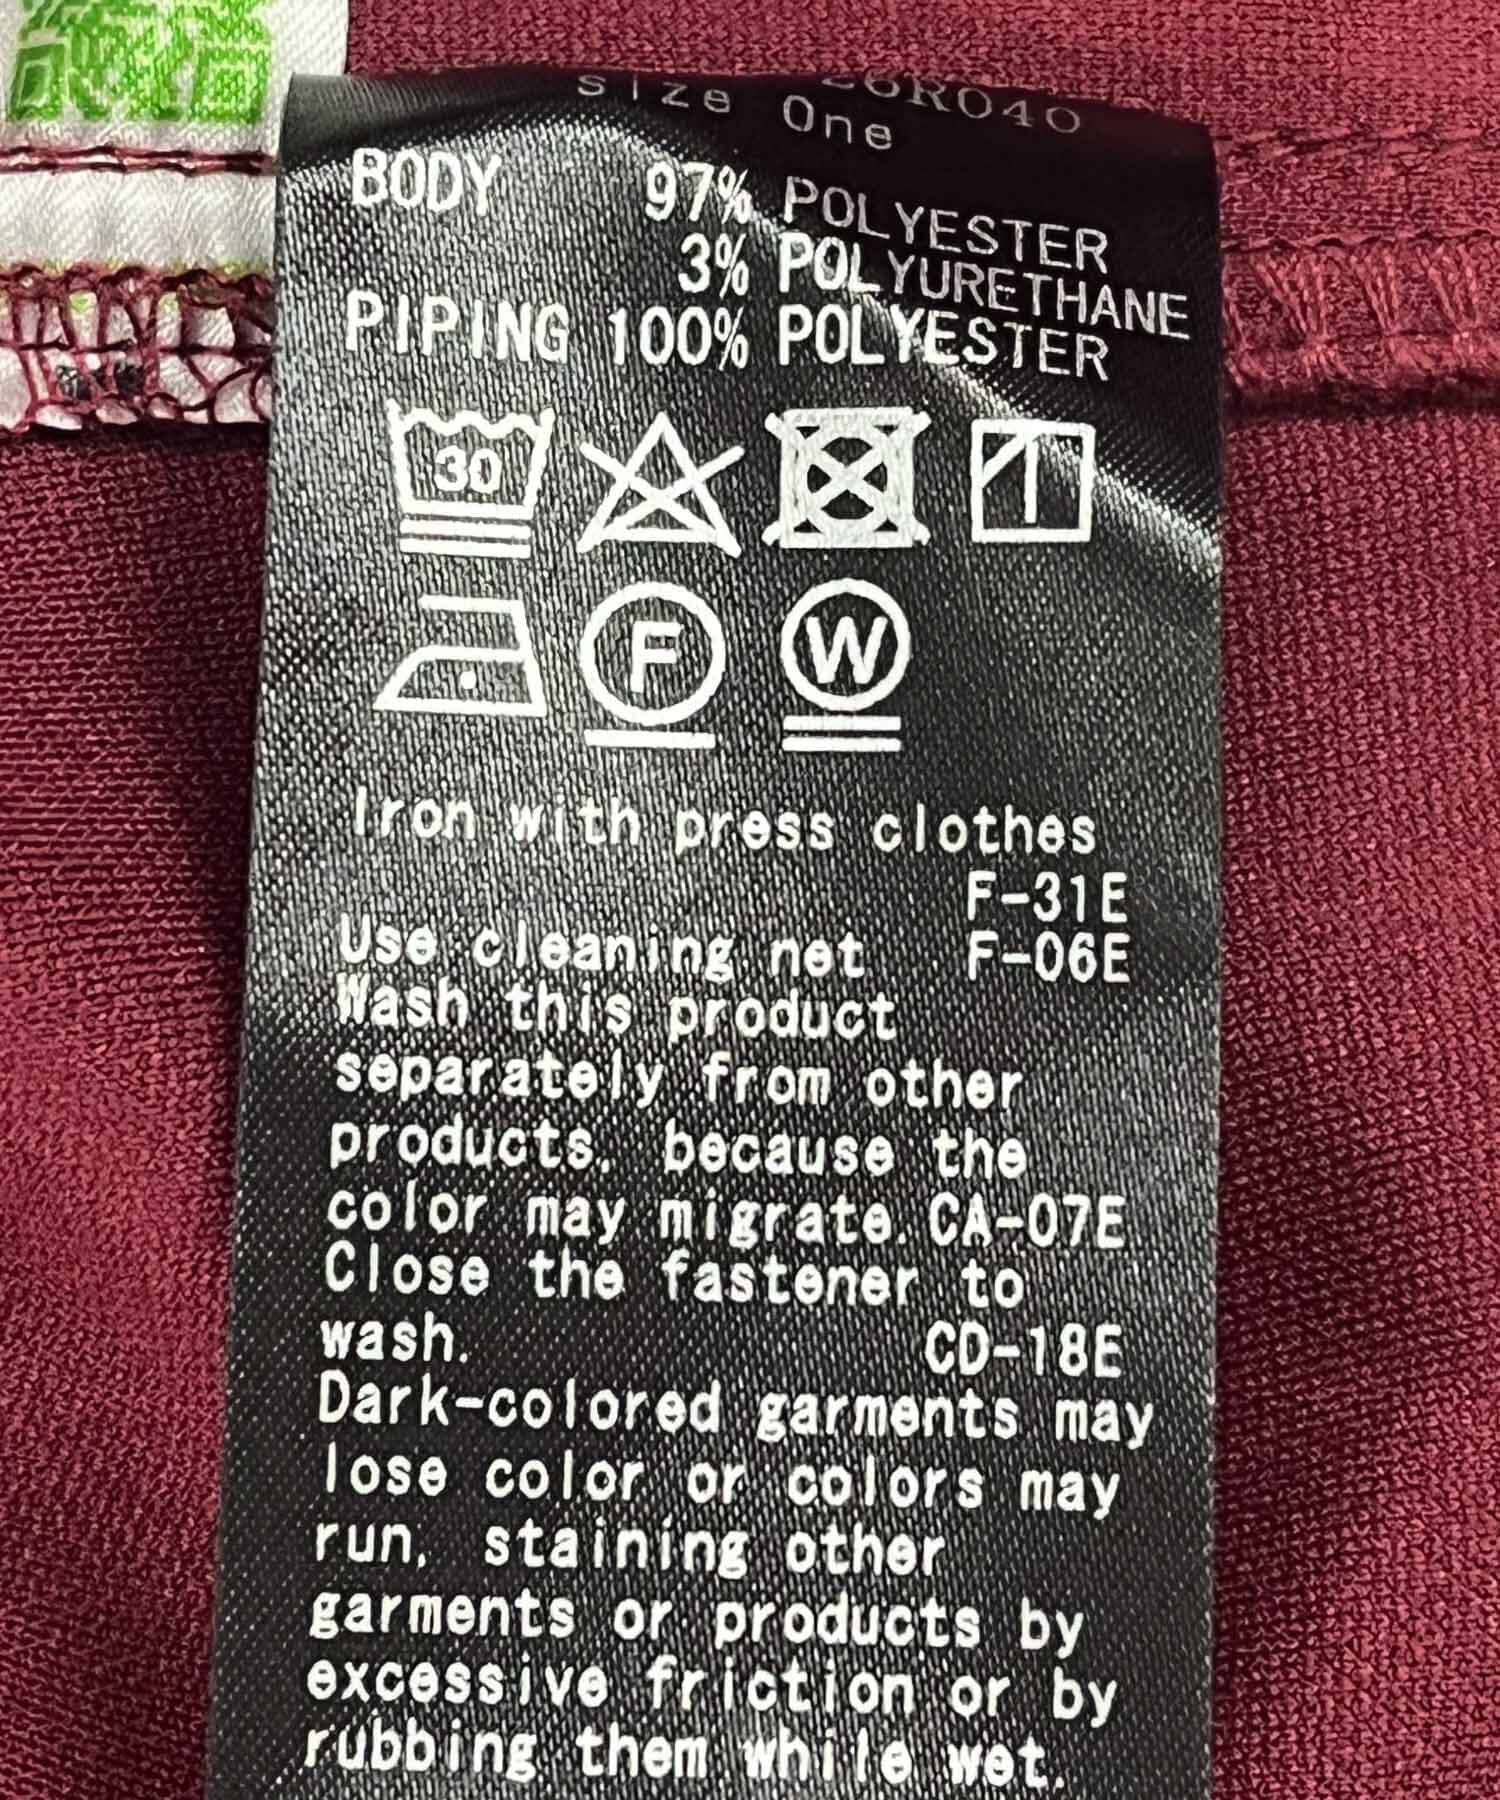 size One
BODY 97% POLYESTER
3% POLYURETHANE
PIPING 100% POLYESTER
30
F
W
Iron with press clothes
F-31E
Use cleaning net F-06E
Wash this product
separately from other
products, because the
color may migrate. CA-07E
Close the fastener to
wash. CD-18E
Dark-colored garments may
lose color or colors may
run, staining other
garments or products by
excessive friction or by
rubbing them while wet.